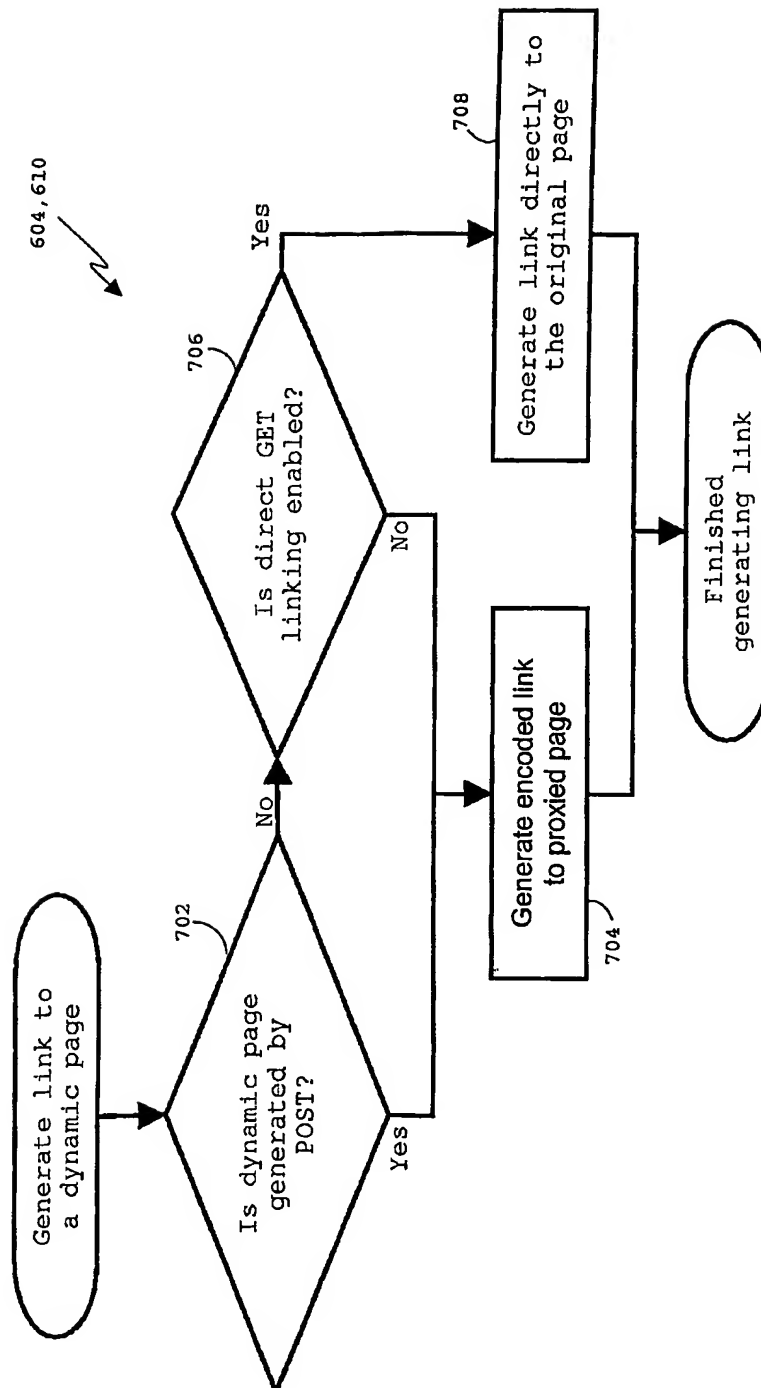 604,610
Generate link to
a dynamic page
702
Is dynamic page
generated by
POST?
No
Yes
706
Is direct GET
linking enabled?
Yes
No
704
Generate encoded link
to proxied page
708
Generate link directly to
the original page
Finished
generating link